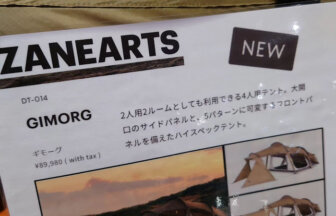 ZANEARTS
NEW
DT-014
GIMORG
ギモーグ
¥89,980 ( with tax )
2人用2ルームとしても利用できる4人用テント。大開
口のサイドパネルと、5パターンに可変するフロントパ
ネルを備えたハイスペックテント。